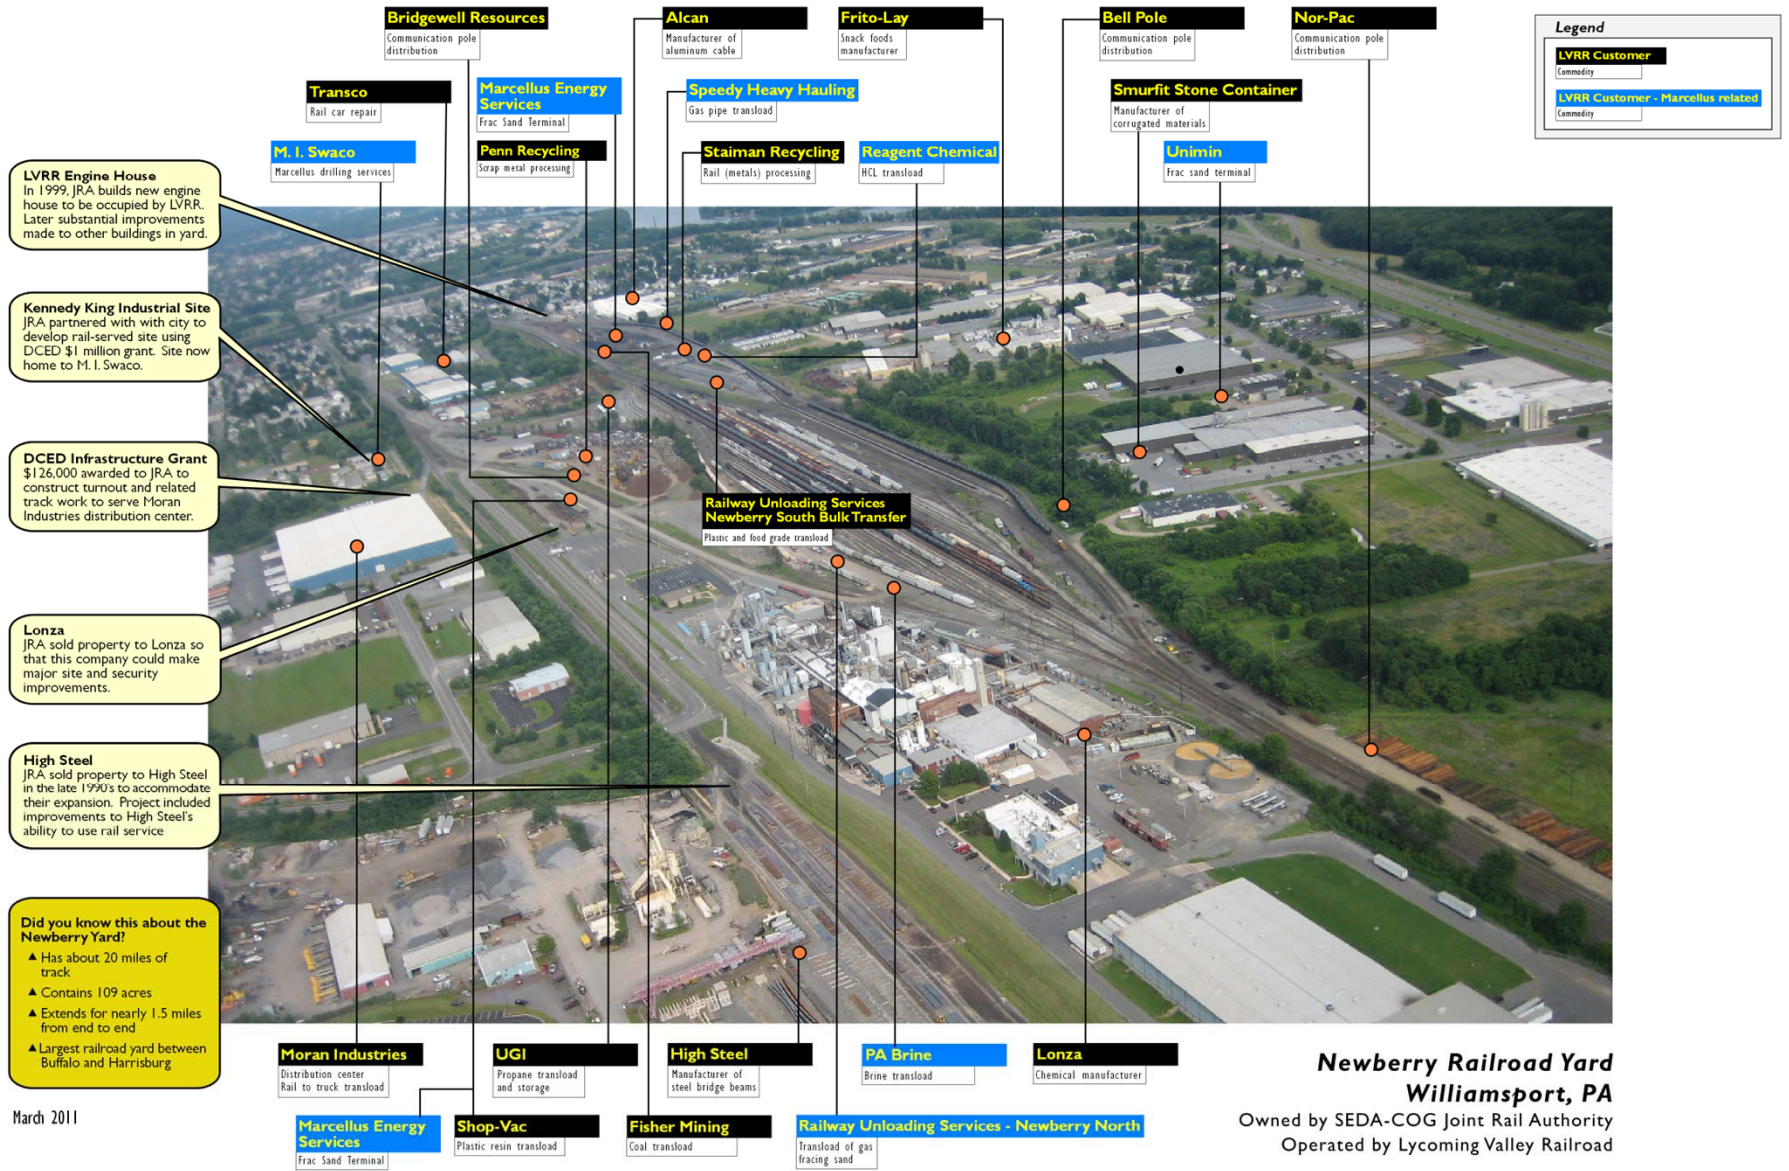 Bridgewell Resources
Communication pole
distribution
Alcan
Manufacturer of
aluminum cable
Frito-Lay
Snack foods
manufacturer
Bell Pole
Communication pole
distribution
Nor-Pac
Communication pole
distribution
Legend
LVRR Customer
Commodity
LVRR Customer - Marcellus related
Commodity
Transco
Rail car repair
Marcellus Energy
Services
Frac Sand Terminal
Speedy Heavy Hauling
Gas pipe transload
Smurfit Stone Container
Manufacturer of
corrugated materials
M. I. Swaco
Marcellus drilling services
Penn Recycling
Scrap metal processing
Staiman Recycling
Rail (metals) processing
Reagent Chemical
HCL transload
Unimin
Frac sand terminal
LVRR Engine House
In 1999, JRA builds new engine
house to be occupied by LVRR.
Later substantial improvements
made to other buildings in yard.
Kennedy King Industrial Site
JRA partnered with with city to
develop rail-served site using
DCED $1 million grant. Site now
home to M. I. Swaco.
DCED Infrastructure Grant
$126,000 awarded to JRA to
construct turnout and related
track work to serve Moran
Industries distribution center.
Railway Unloading Services
Newberry South Bulk Transfer
Plastic and food grade transload
Lonza
JRA sold property to Lonza so
that this company could make
major site and security
improvements.
High Steel
JRA sold property to High Steel
in the late 1990's to accommodate
their expansion. Project included
improvements to High Steel's
ability to use rail service
Did you know this about the
Newberry Yard?
▲ Has about 20 miles of
track
▲ Contains 109 acres
▲ Extends for nearly 1.5 miles
from end to end
▲ Largest railroad yard between
Buffalo and Harrisburg
March 2011
Moran Industries
Distribution center
Rail to truck transload
UGI
Propane transload
and storage
High Steel
Manufacturer of
steel bridge beams
PA Brine
Brine transload
Lonza
Chemical manufacturer
Marcellus Energy
Services
Frac Sand Terminal
Shop-Vac
Plastic resin transload
Fisher Mining
Coal transload
Railway Unloading Services - Newberry North
Transload of gas
fracing sand
Newberry Railroad Yard
Williamsport, PA
Owned by SEDA-COG Joint Rail Authority
Operated by Lycoming Valley Railroad